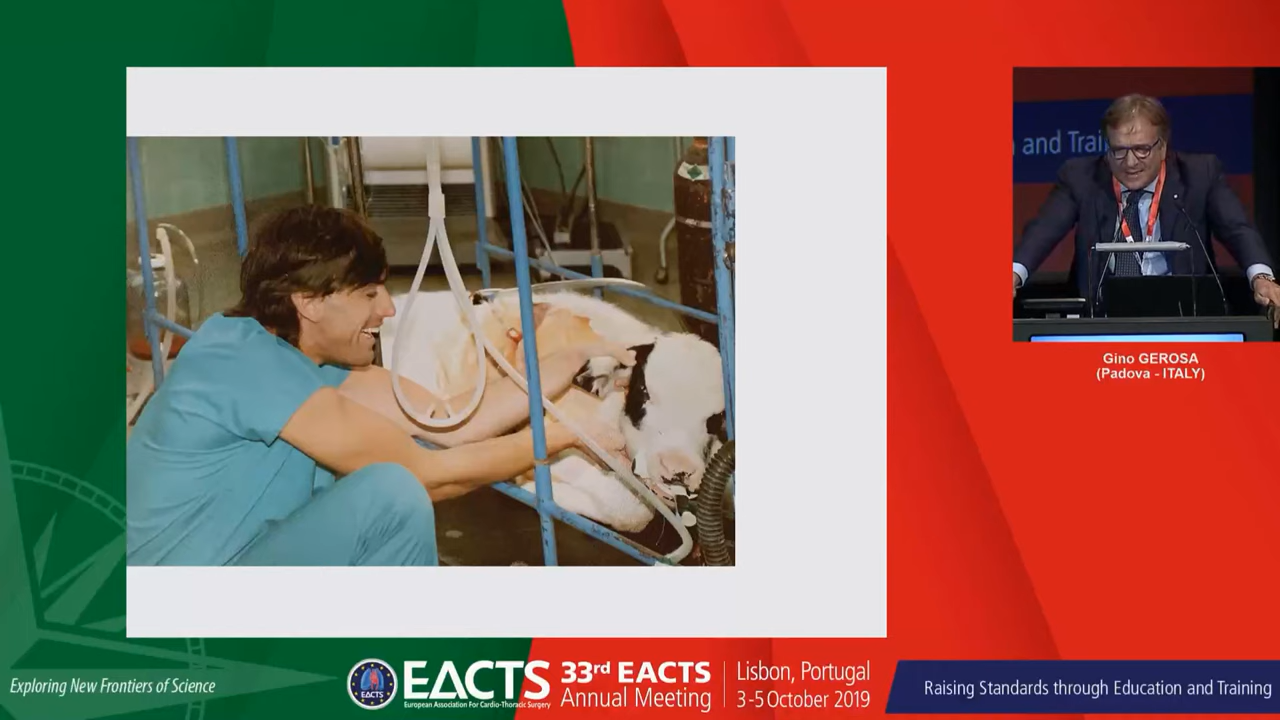 and Trai
Gino GEROSA
(Padova - ITALY)
Exploring New Frontiers of Science
EACTS
EACTS
European Association For Cardio-Thoracic Surgery
33rd EACTS
Annual Meeting
Lisbon, Portugal
3-5 October 2019
Raising Standards through Education and Training